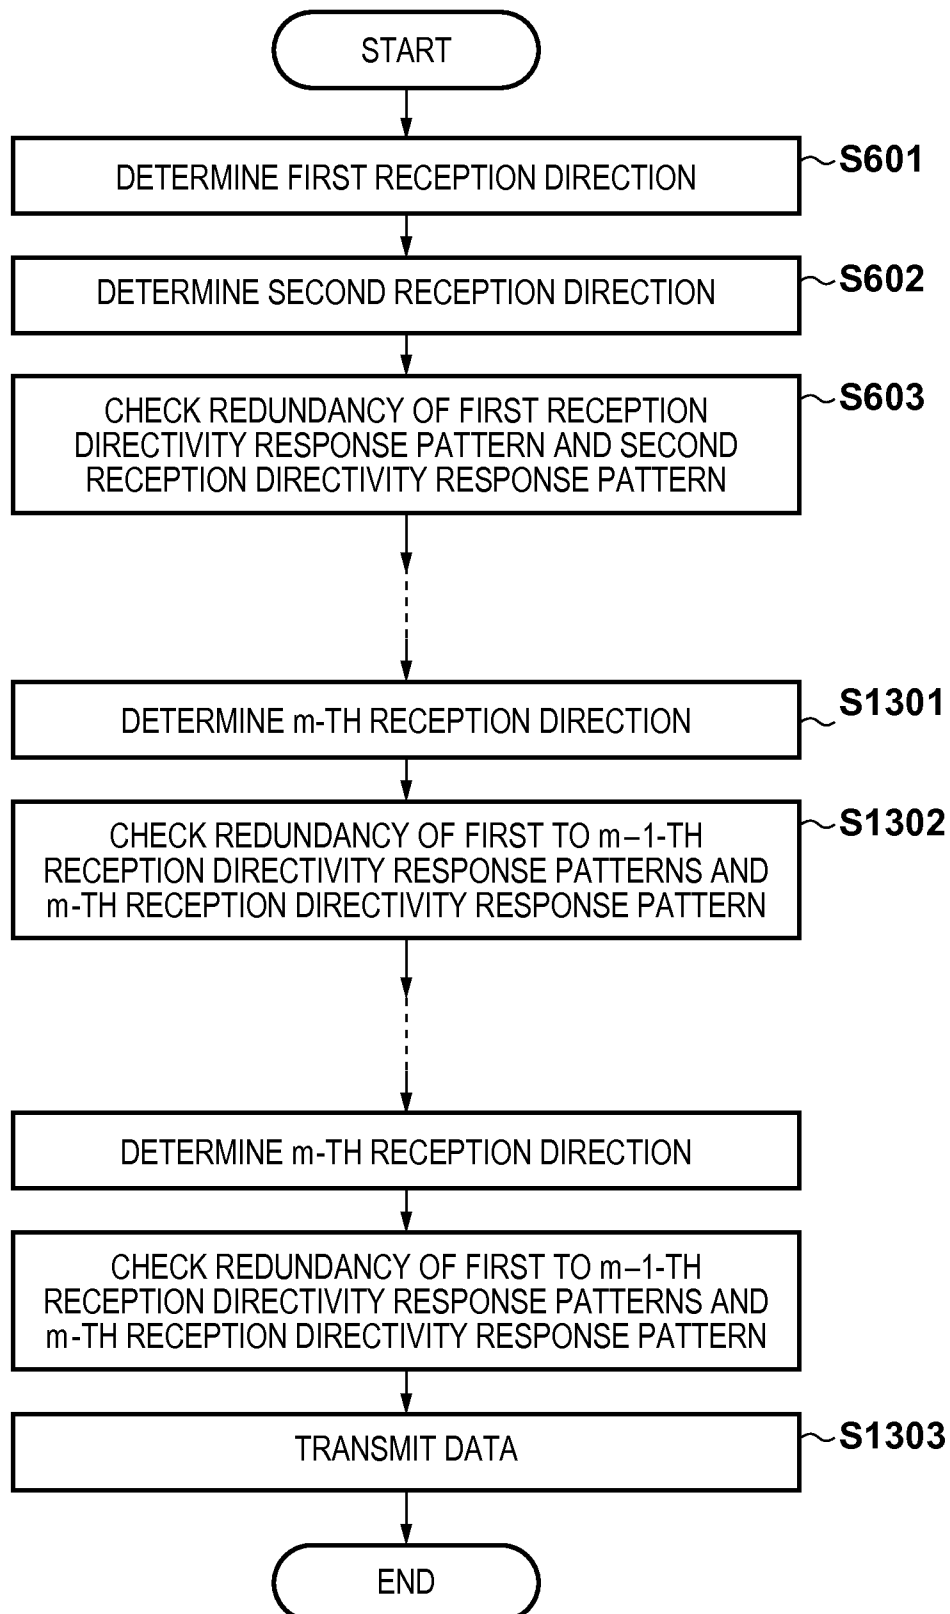 START
DETERMINE FIRST RECEPTION DIRECTION
S601
DETERMINE SECOND RECEPTION DIRECTION
S602
CHECK REDUNDANCY OF FIRST RECEPTION
DIRECTIVITY RESPONSE PATTERN AND SECOND
RECEPTION DIRECTIVITY RESPONSE PATTERN
S603
DETERMINE m-TH RECEPTION DIRECTION
S1301
CHECK REDUNDANCY OF FIRST TO m–1-TH
RECEPTION DIRECTIVITY RESPONSE PATTERNS AND
m-TH RECEPTION DIRECTIVITY RESPONSE PATTERN
S1302
DETERMINE m-TH RECEPTION DIRECTION
CHECK REDUNDANCY OF FIRST TO m–1-TH
RECEPTION DIRECTIVITY RESPONSE PATTERNS AND
m-TH RECEPTION DIRECTIVITY RESPONSE PATTERN
TRANSMIT DATA
S1303
END